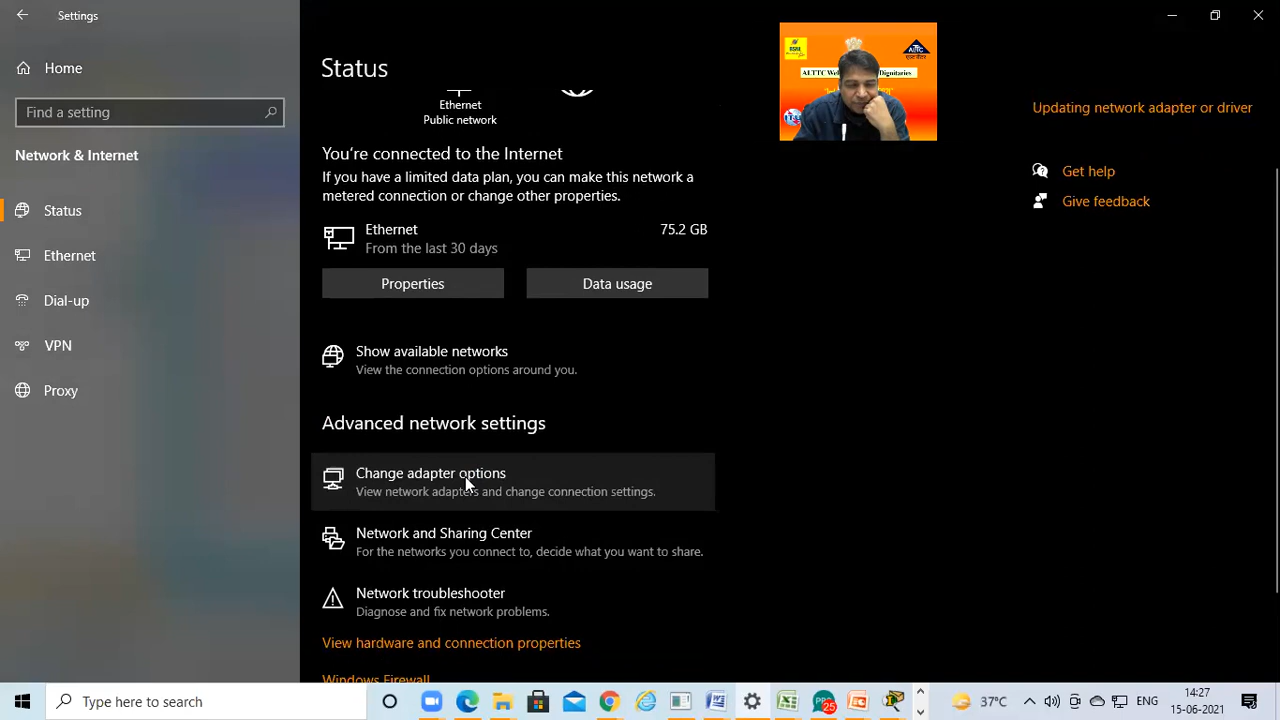 Settings
Home
Find a setting
Network & Internet
Status
Ethernet
Dial-up
VPN
Proxy
Status
Ethernet
Public network
You're connected to the Internet
If you have a limited data plan, you can make this network a
metered connection or change other properties.
Ethernet
75.2 GB
From the last 30 days
Properties
Data usage
Show available networks
View the connection options around you.
Advanced network settings
Change adapter options
View network adapters and change connection settings.
Network and Sharing Center
For the networks you connect to, decide what you want to share.
Network troubleshooter
Diagnose and fix network problems.
View hardware and connection properties
Windows Firewall
BSNL
ALTTC
ALTTC Wel
Dignitaries
Updating network adapter or driver
Get help
Give feedback
Type here to search
25
37°C
ENG
14:27
15-06-2021